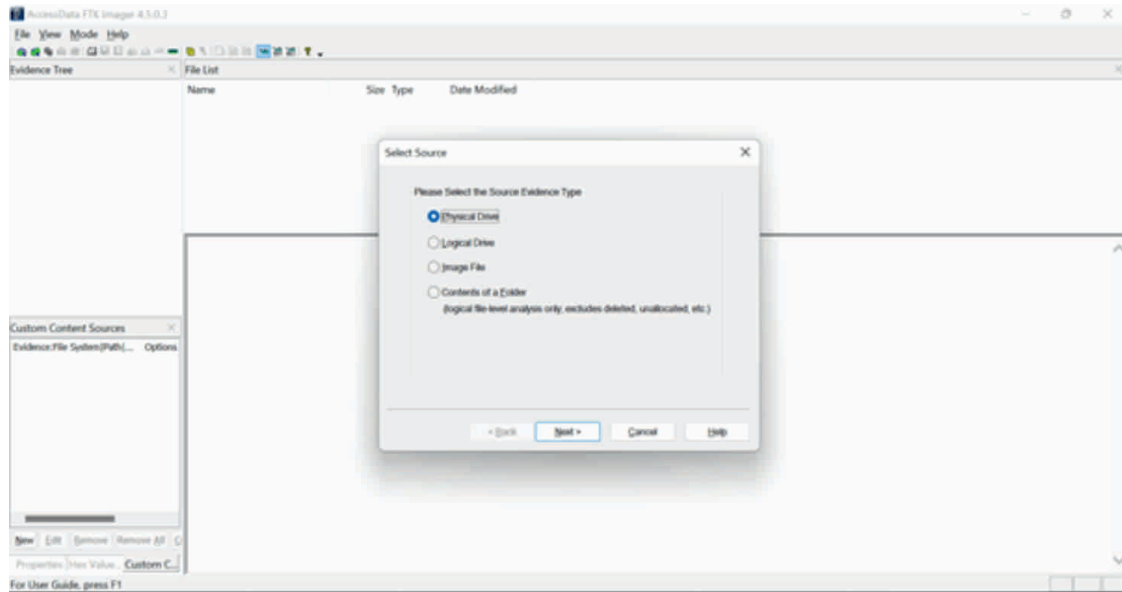 AccessData FTK Imager 4.5.0.3
File View Mode Help
Evidence Tree
File List
Name Size Type Date Modified
Select Source
Please Select the Source Evidence Type
Physical Drive
Logical Drive
Image File
Contents of a Folder
(logical file-level analysis only, excludes deleted, unallocated, etc.)
< Back Next > Cancel Help
Custom Content Sources
Evidence:File System|Path|... Options
New Edit Remove Remove All
Properties Hex Value... Custom C...
For User Guide, press F1